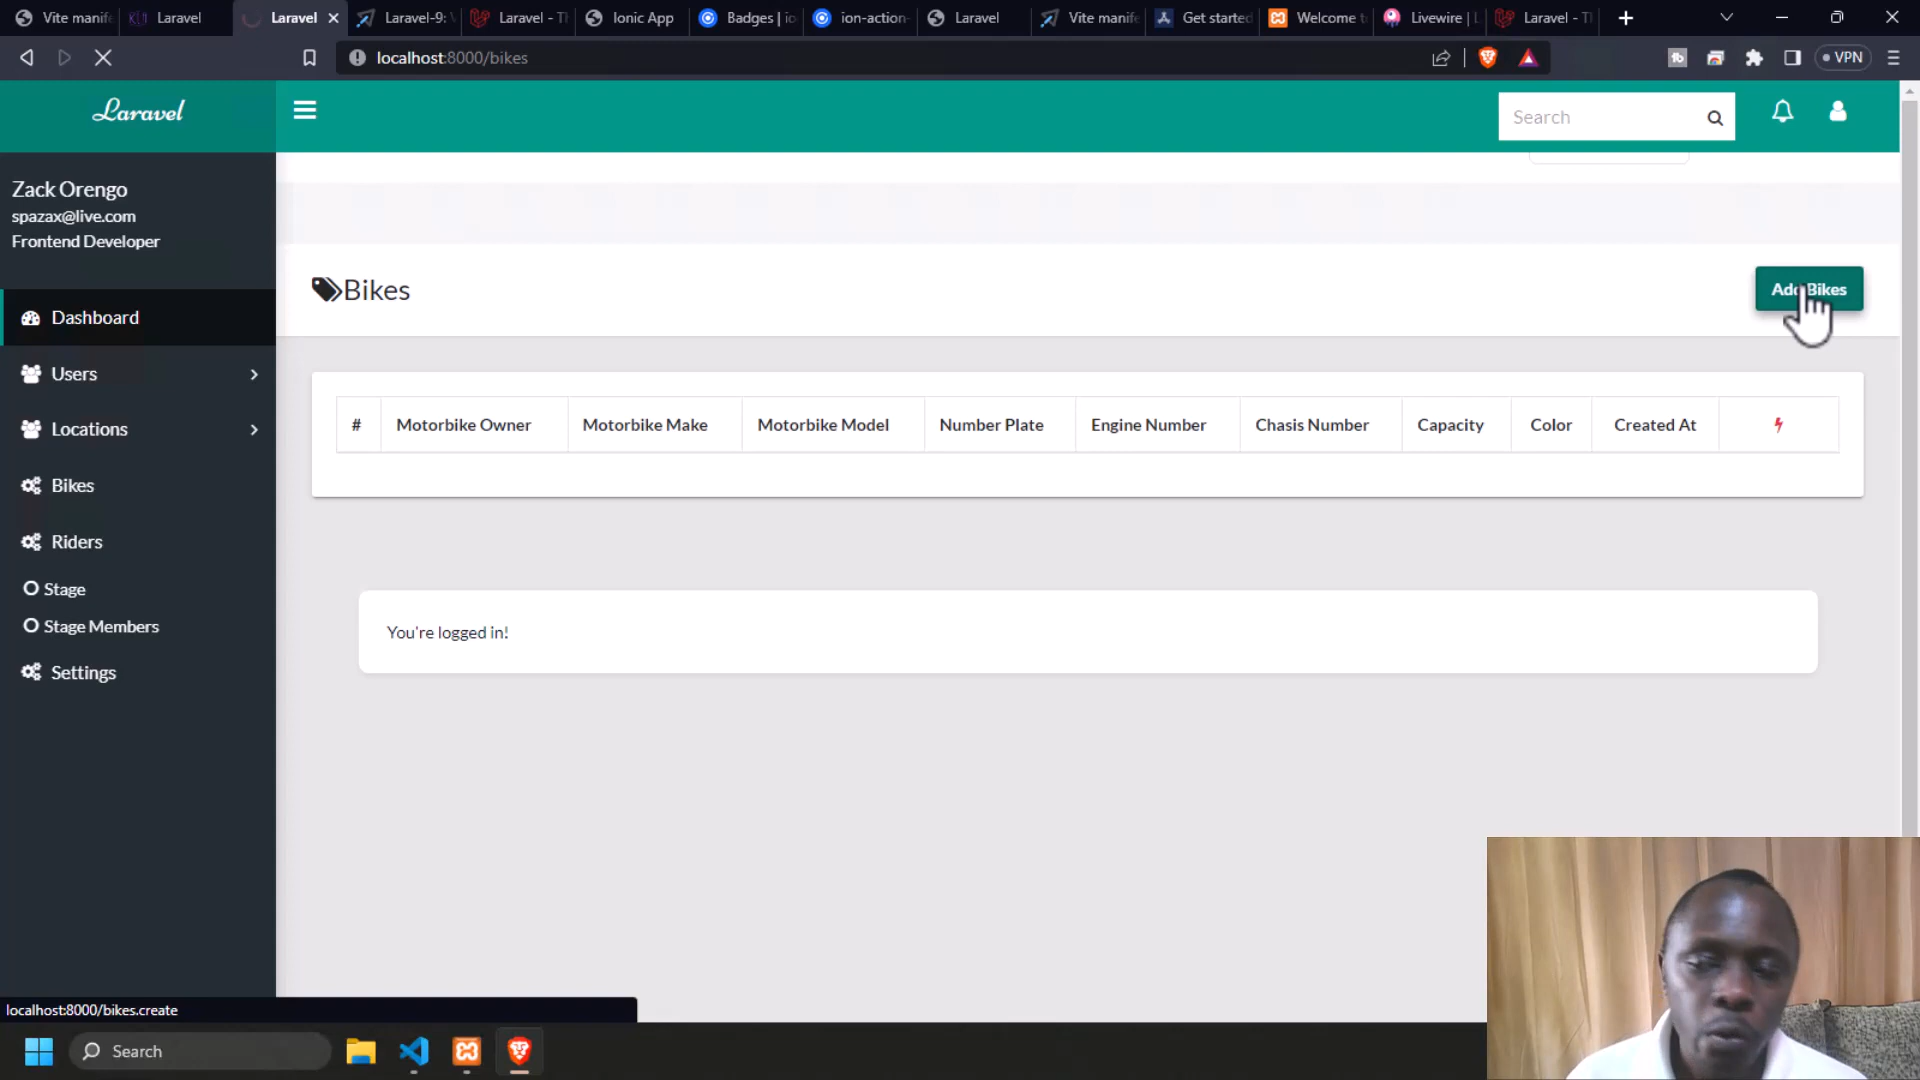 Vite manife
Laravel
Laravel
Laravel-9: V
Laravel - Th
Ionic App
Badges | io
ion-action-
Laravel
Vite manife
Get started
Welcome to
Livewire | L
Laravel - Th
localhost:8000/bikes
VPN
Laravel
Search
Zack Orengo
spazax@live.com
Frontend Developer
Dashboard
Users
Locations
Bikes
Riders
Stage
Stage Members
Settings
Bikes
Add Bikes
# Motorbike Owner Motorbike Make Motorbike Model Number Plate Engine Number Chasis Number Capacity Color Created At
You're logged in!
localhost:8000/bikes.create
Search